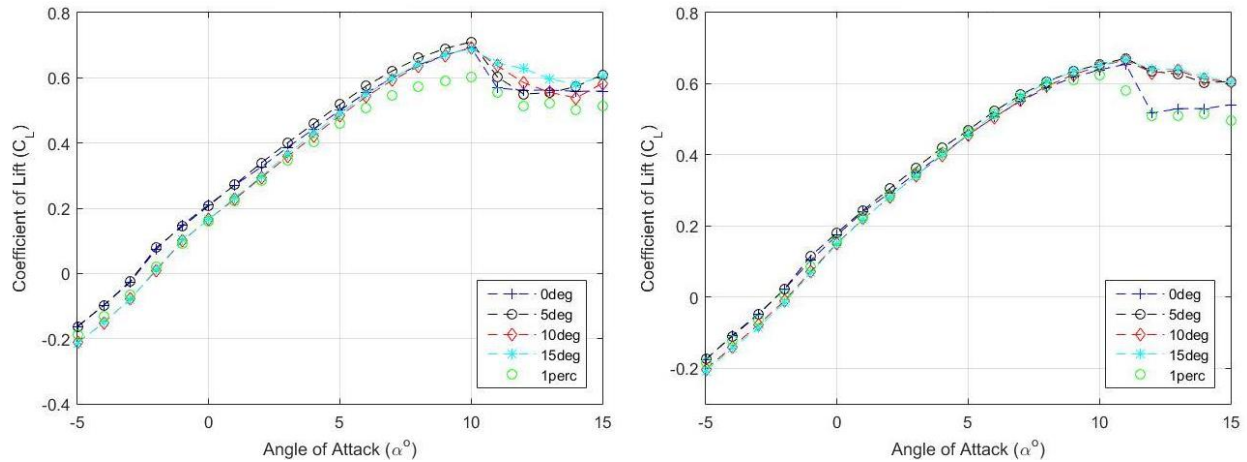 0.8
0.6
0.4
0.2
0
-0.2
-0.4
Coefficient of Lift (C_L)
-5 0 5 10 15
Angle of Attack (α°)
0deg
5deg
10deg
15deg
1perc
0.8
0.6
0.4
0.2
0
-0.2
Coefficient of Lift (C_L)
-5 0 5 10 15
Angle of Attack (α°)
0deg
5deg
10deg
15deg
1perc